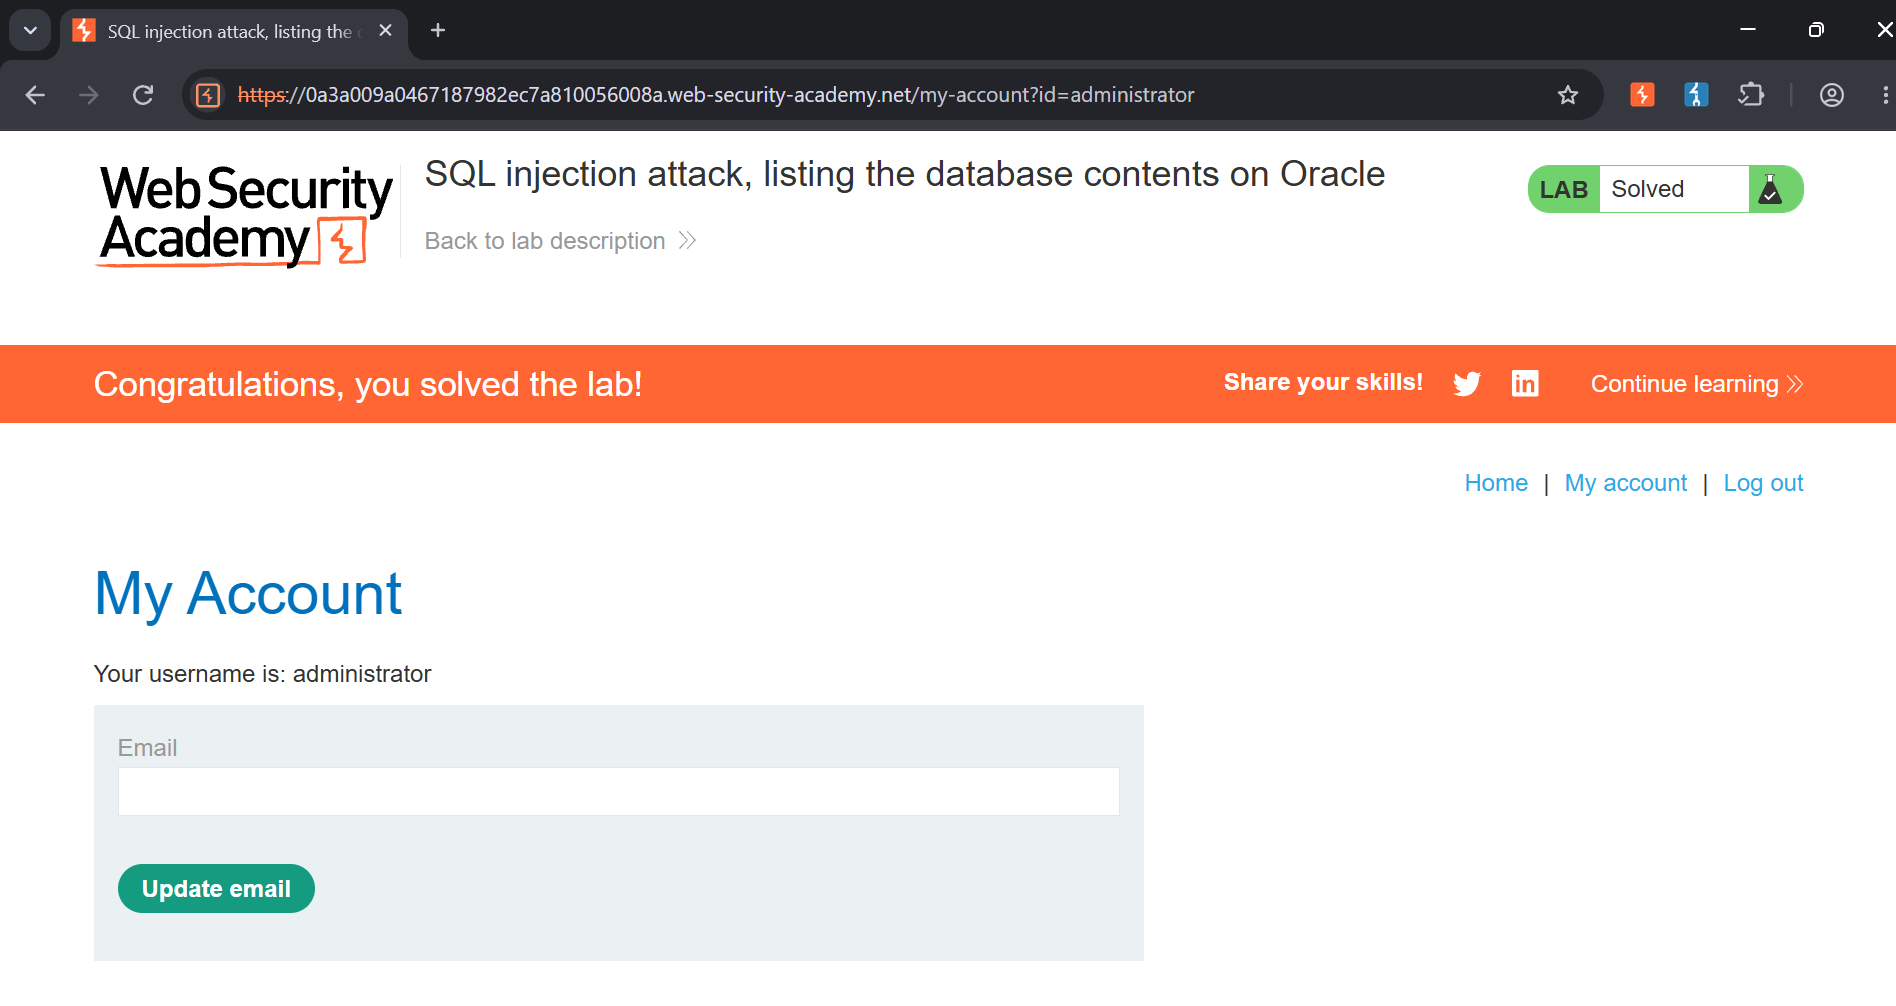 SQL injection attack, listing the
https://0a3a009a0467187982ec7a810056008a.web-security-academy.net/my-account?id=administrator
Web Security
Academy
SQL injection attack, listing the database contents on Oracle
Back to lab description
LAB Solved
Congratulations, you solved the lab!
Share your skills!
in
Continue learning
Home | My account | Log out
My Account
Your username is: administrator
Email
Update email